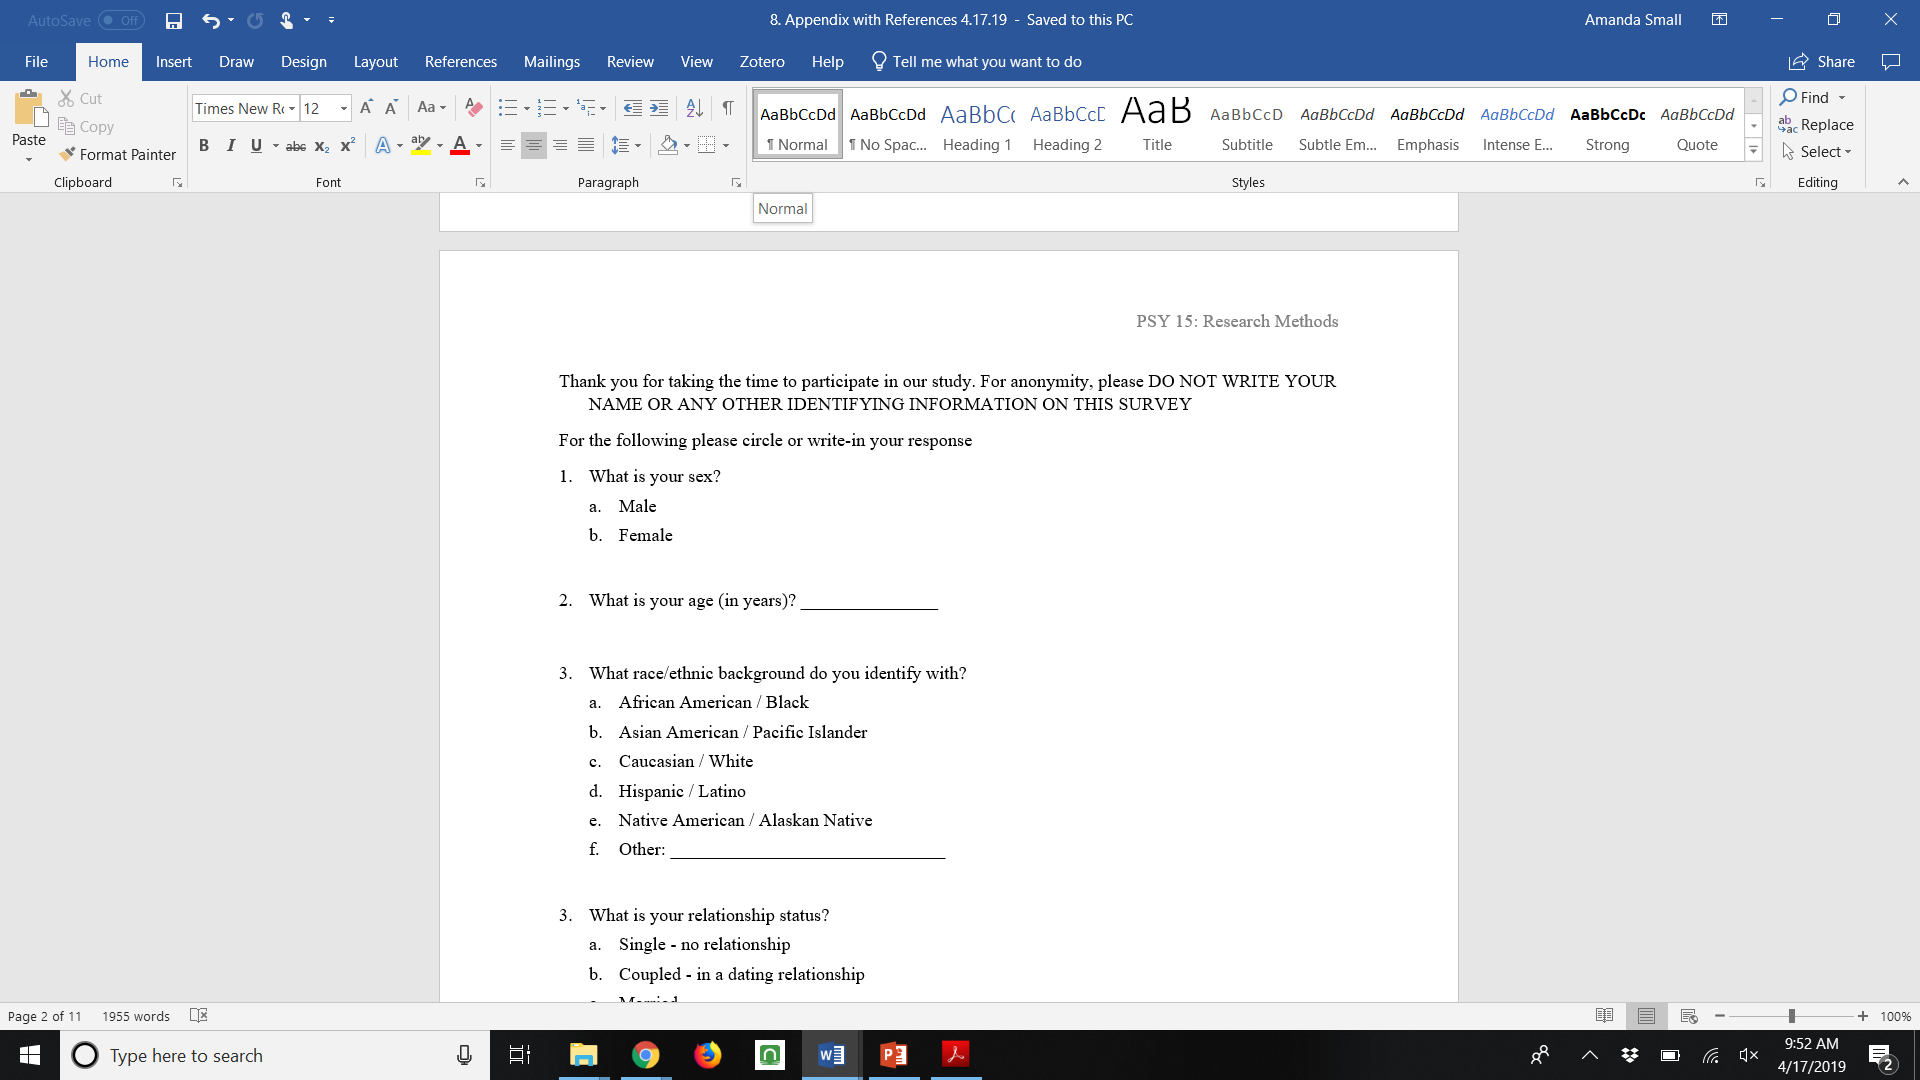 AutoSave Off
8. Appendix with References 4.17.19 - Saved to this PC
Amanda Small
File Home Insert Draw Design Layout References Mailings Review View Zotero Help Tell me what you want to do
Share
Cut
Copy
Paste
Format Painter
Clipboard
Times New Ro 12
Font
Paragraph
AaBbCcDd AaBbCcDd AaBbCc AaBbCcD AaB AaBbCcD AaBbCcDd AaBbCcDd AaBbCcDd AaBbCcDc AaBbCcDd
¶ Normal ¶ No Spac... Heading 1 Heading 2 Title Subtitle Subtle Em... Emphasis Intense E... Strong Quote
Styles
Find
Replace
Select
Editing
Normal
PSY 15: Research Methods
Thank you for taking the time to participate in our study. For anonymity, please DO NOT WRITE YOUR
NAME OR ANY OTHER IDENTIFYING INFORMATION ON THIS SURVEY
For the following please circle or write-in your response
1. What is your sex?
a. Male
b. Female
2. What is your age (in years)? _______________
3. What race/ethnic background do you identify with?
a. African American / Black
b. Asian American / Pacific Islander
c. Caucasian / White
d. Hispanic / Latino
e. Native American / Alaskan Native
f. Other: ______________________________
3. What is your relationship status?
a. Single - no relationship
b. Coupled - in a dating relationship
c. Married
Page 2 of 11 1955 words
100%
Type here to search
9:52 AM
4/17/2019
2